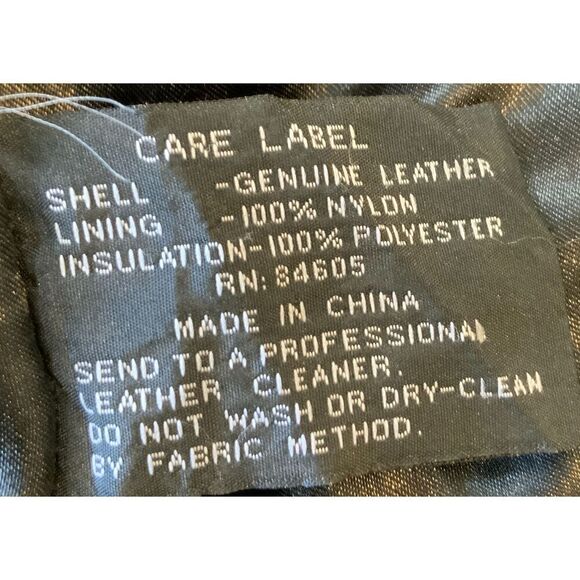 CARE LABEL
SHELL -GENUINE LEATHER
LINING -100% NYLON
INSULATION-100% POLYESTER
RN: 84605
MADE IN CHINA
SEND TO A PROFESSIONAL
LEATHER CLEANER.
DO NOT WASH OR DRY-CLEAN
BY FABRIC METHOD.